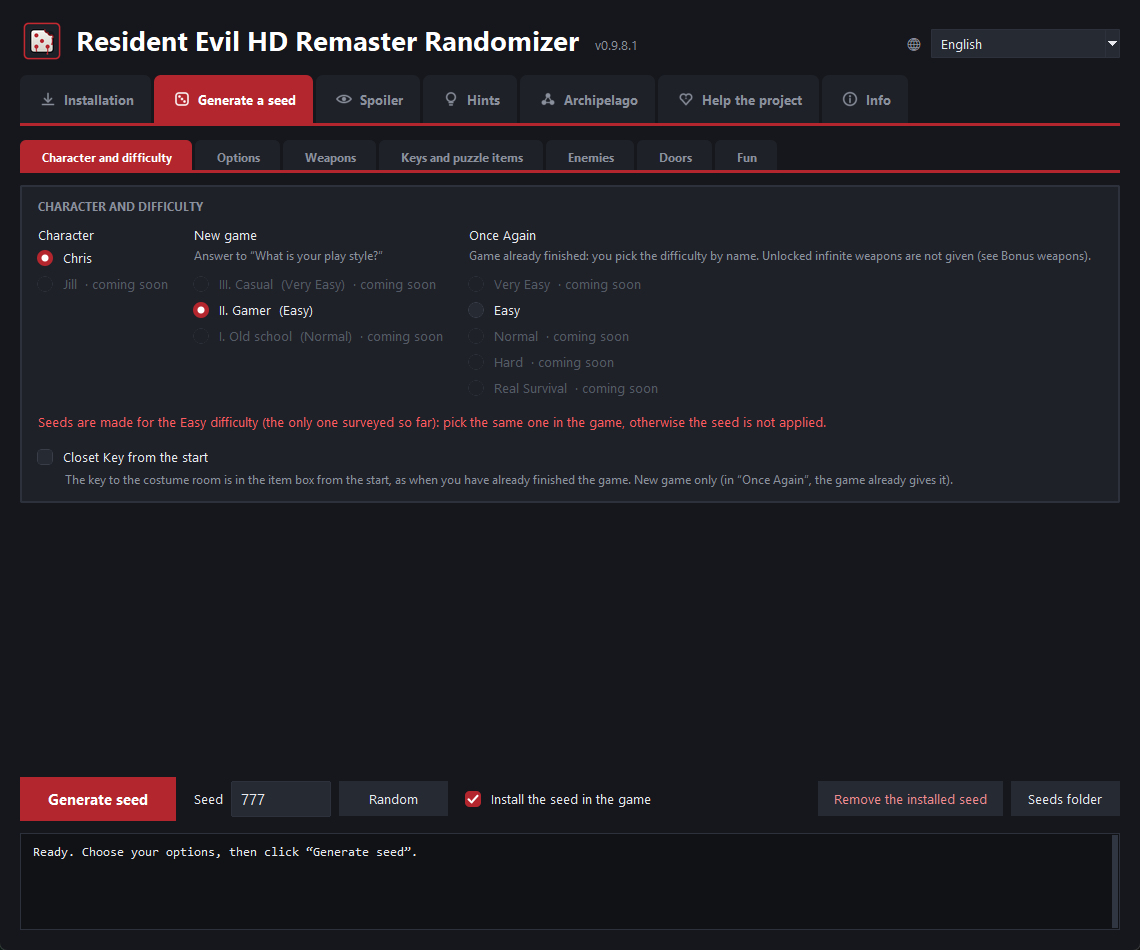 Resident Evil HD Remaster Randomizer v0.9.8.1
English
Installation
Generate a seed
Spoiler
Hints
Archipelago
Help the project
Info
Character and difficulty
Options
Weapons
Keys and puzzle items
Enemies
Doors
Fun
CHARACTER AND DIFFICULTY
Character
Chris
Jill · coming soon
New game
Answer to “What is your play style?”
III. Casual (Very Easy) · coming soon
II. Gamer (Easy)
I. Old school (Normal) · coming soon
Once Again
Game already finished: you pick the difficulty by name. Unlocked infinite weapons are not given (see Bonus weapons).
Very Easy · coming soon
Easy
Normal · coming soon
Hard · coming soon
Real Survival · coming soon
Seeds are made for the Easy difficulty (the only one surveyed so far): pick the same one in the game, otherwise the seed is not applied.
Closet Key from the start
The key to the costume room is in the item box from the start, as when you have already finished the game. New game only (in “Once Again”, the game already gives it).
Generate seed
Seed
777
Random
Install the seed in the game
Remove the installed seed
Seeds folder
Ready. Choose your options, then click “Generate seed”.